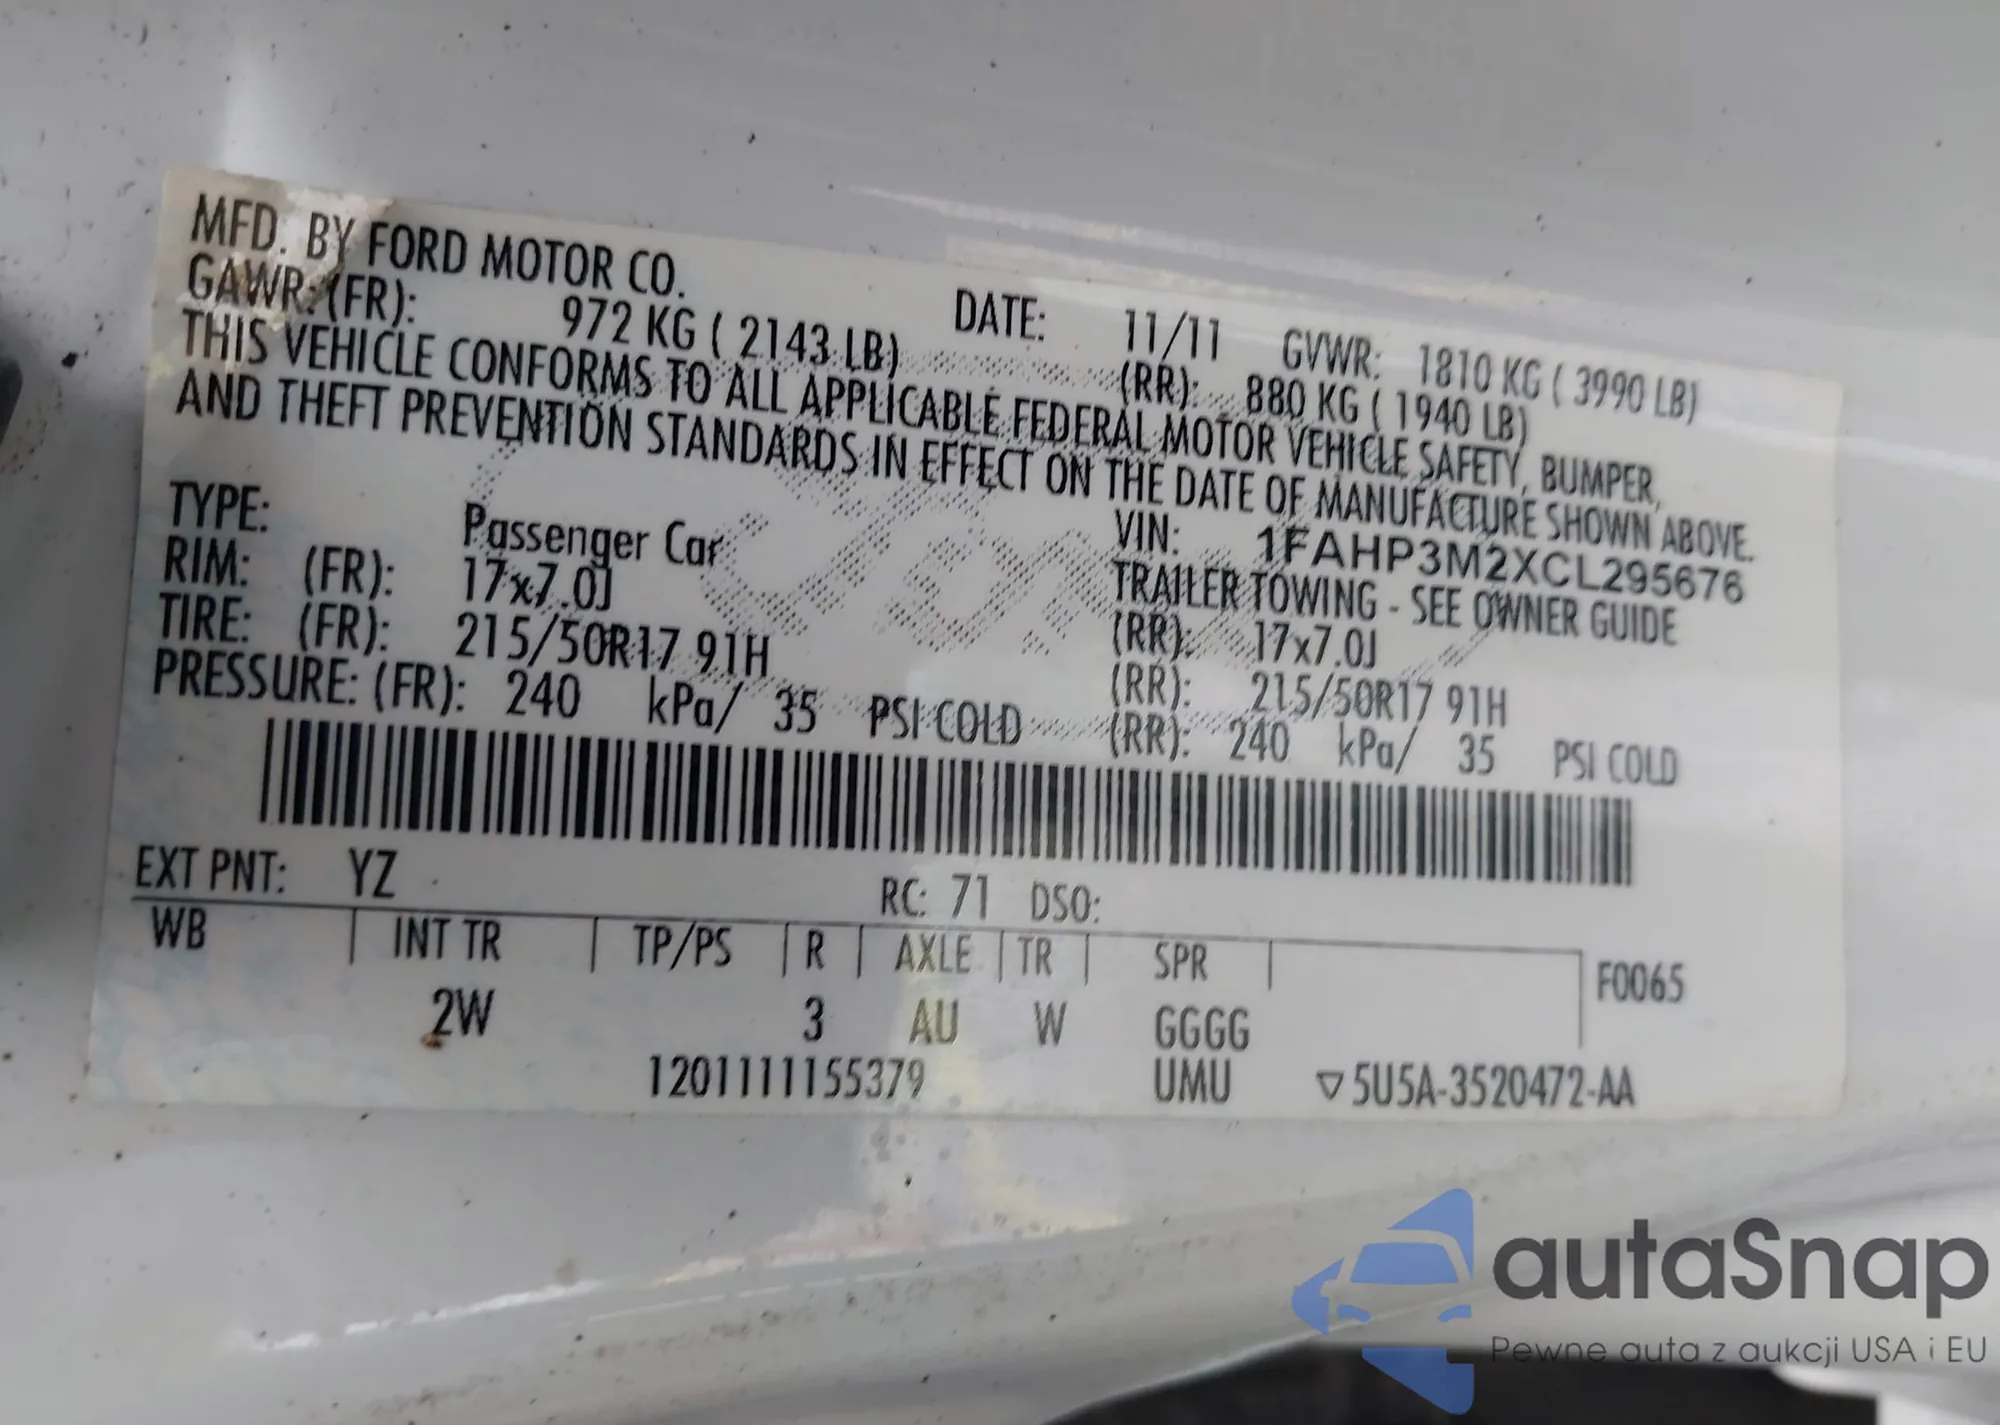 MFD. BY FORD MOTOR CO.
DATE: 11/11 GVWR: 1810 KG ( 3990 LB)
GAWR: (FR): 972 KG ( 2143 LB) (RR): 880 KG ( 1940 LB)
THIS VEHICLE CONFORMS TO ALL APPLICABLE FEDERAL MOTOR VEHICLE SAFETY, BUMPER,
AND THEFT PREVENTION STANDARDS IN EFFECT ON THE DATE OF MANUFACTURE SHOWN ABOVE.
VIN: 1FAHP3M2XCL295676
TYPE: Passenger Car TRAILER TOWING - SEE OWNER GUIDE
RIM: (FR): 17x7.0J (RR): 17x7.0J
TIRE: (FR): 215/50R17 91H (RR): 215/50R17 91H
PRESSURE: (FR): 240 kPa/ 35 PSI COLD (RR): 240 kPa/ 35 PSI COLD
EXT PNT: YZ RC: 71 DSO:
WB INT TR TP/PS R AXLE TR SPR F0065
2W 3 AU W GGGG
1201111155379 UMU ▽5U5A-3520472-AA
autaSnap
Pewne auta z aukcji USA i EU